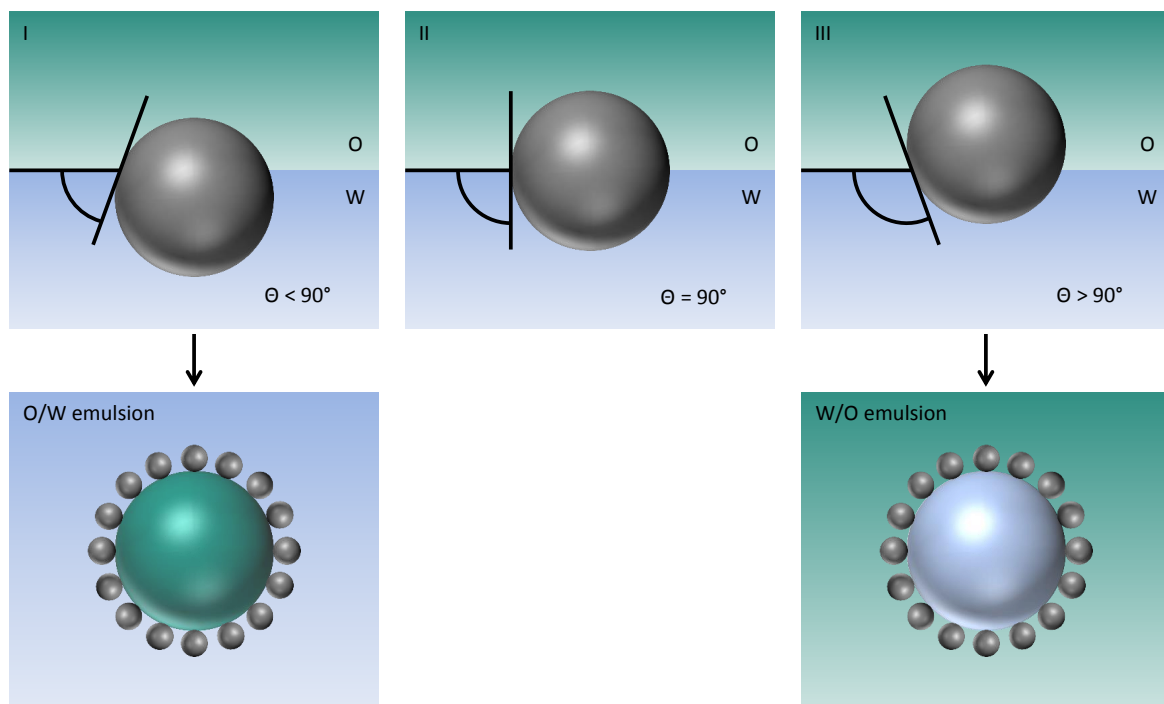 I
O
W
Θ < 90°
II
O
W
Θ = 90°
III
O
W
Θ > 90°
O/W emulsion
W/O emulsion